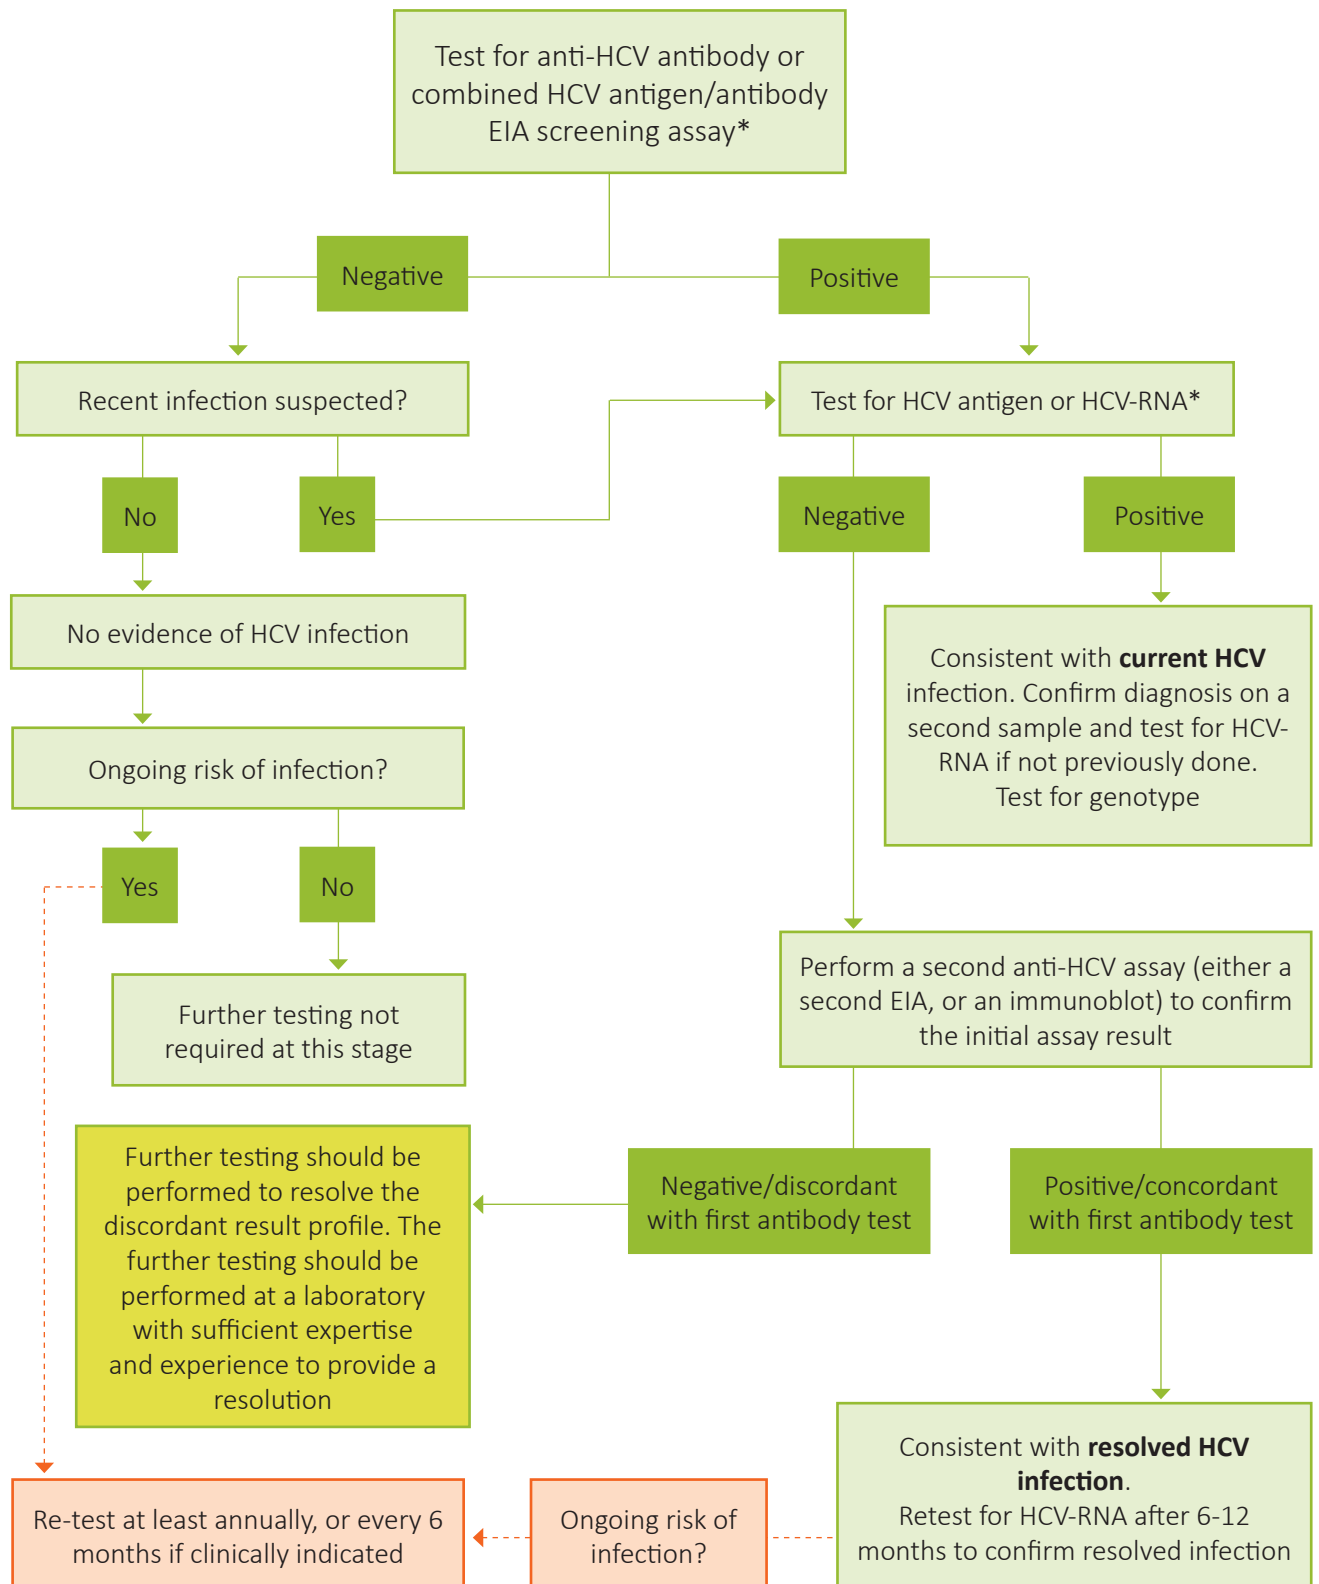 Test for anti-HCV antibody or
combined HCV antigen/antibody
EIA screening assay*
Negative
Positive
Recent infection suspected?
Test for HCV antigen or HCV-RNA*
No
Yes
Negative
Positive
No evidence of HCV infection
Consistent with current HCV
infection. Confirm diagnosis on a
second sample and test for HCV-
RNA if not previously done.
Test for genotype
Ongoing risk of infection?
Yes
No
Perform a second anti-HCV assay (either a
second EIA, or an immunoblot) to confirm
the initial assay result
Further testing not
required at this stage
Further testing should be
performed to resolve the
discordant result profile. The
further testing should be
performed at a laboratory
with sufficient expertise
and experience to provide a
resolution
Negative/discordant
with first antibody test
Positive/concordant
with first antibody test
Consistent with resolved HCV
infection.
Retest for HCV-RNA after 6-12
months to confirm resolved infection
Ongoing risk of
infection?
Re-test at least annually, or every 6
months if clinically indicated